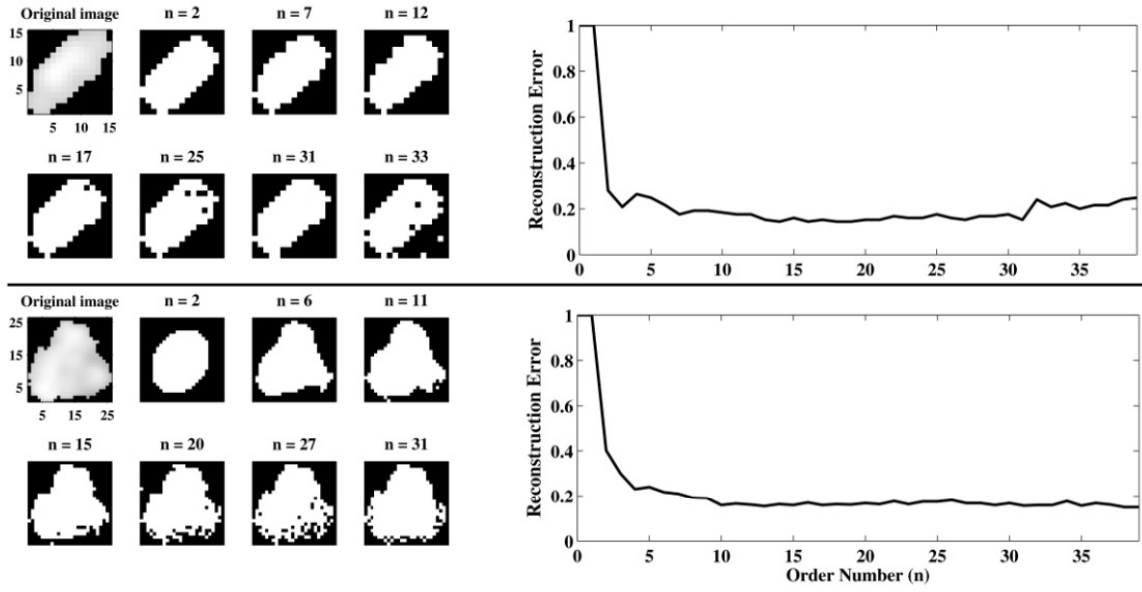 Original image
n = 2
n = 7
n = 12
15
10
5
5 10 15
n = 17
n = 25
n = 31
n = 33
Reconstruction Error
1
0.8
0.6
0.4
0.2
0
0 5 10 15 20 25 30 35
Original image
n = 2
n = 6
n = 11
25
15
5
5 15 25
n = 15
n = 20
n = 27
n = 31
Reconstruction Error
1
0.8
0.6
0.4
0.2
0
0 5 10 15 20 25 30 35
Order Number (n)